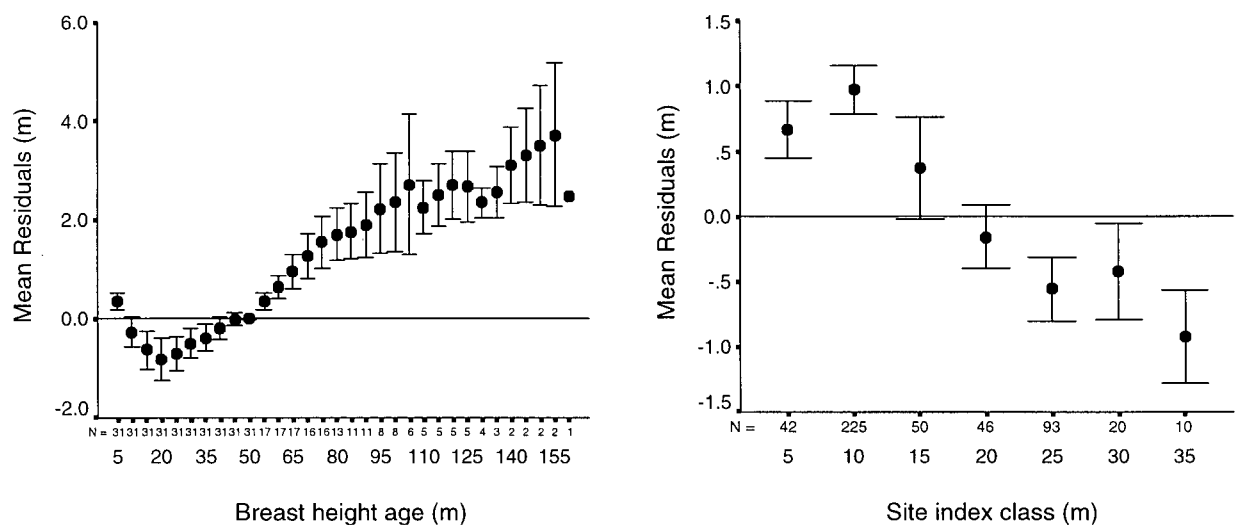 6.0
4.0
2.0
0.0
-2.0
Mean Residuals (m)
N = 31 31 31 31 31 31 31 31 31 31 17 17 17 16 16 13 11 11 8 8 6 5 5 5 5 4 3 2 2 2 2 1
5 20 35 50 65 80 95 110 125 140 155
Breast height age (m)
1.5
1.0
.5
0.0
-.5
-1.0
-1.5
Mean Residuals (m)
N = 42 225 50 46 93 20 10
5 10 15 20 25 30 35
Site index class (m)